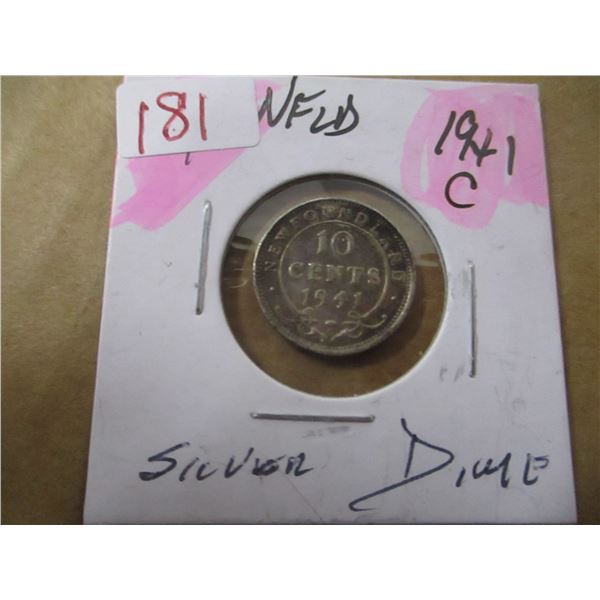 181
NFLD
1941
C
NEWFOUNDLAND
10
CENTS
1941
SILVER DIME